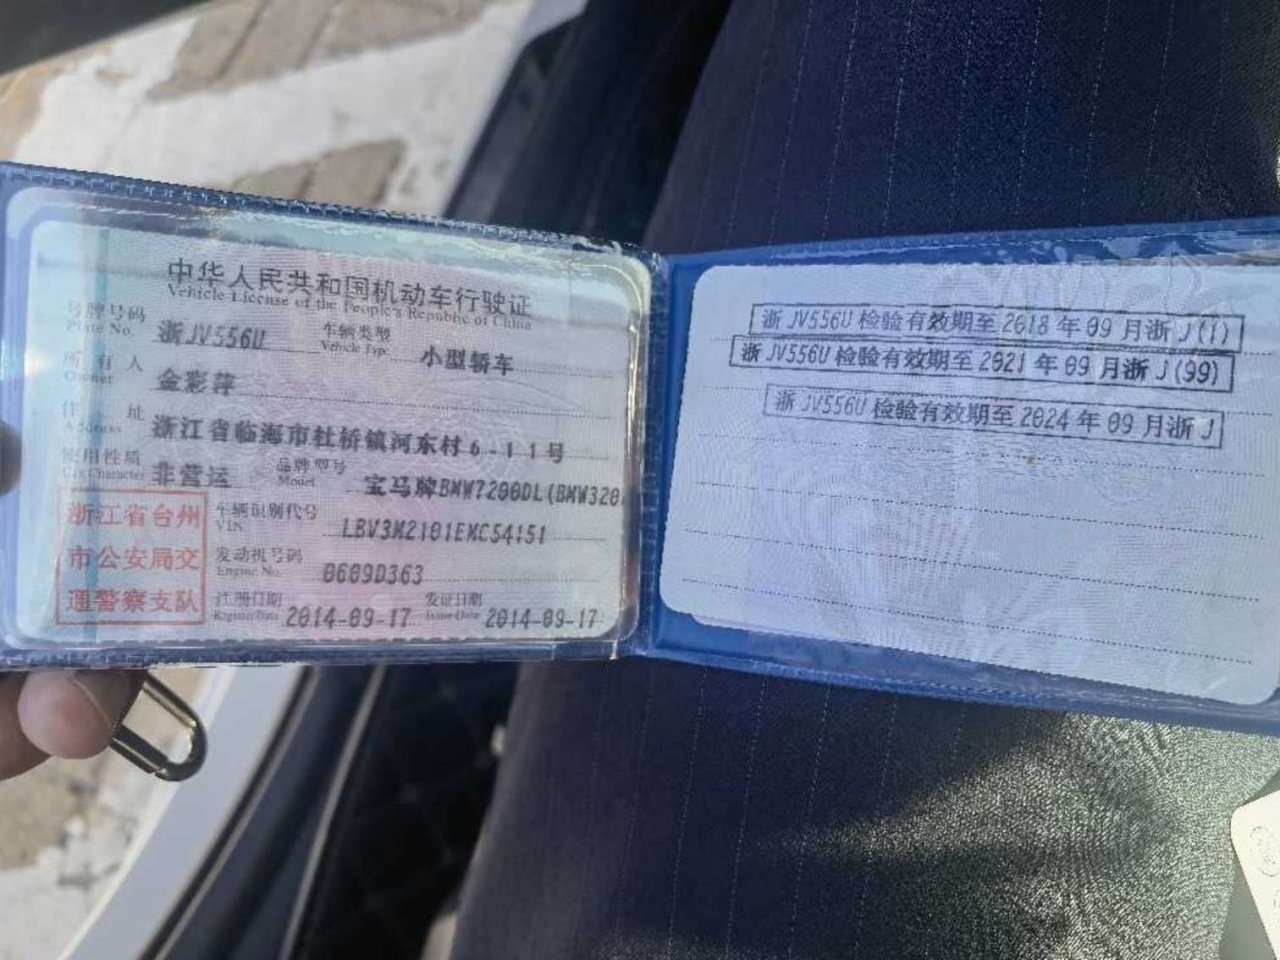 中华人民共和国机动车行驶证
Vehicle License of the People's Republic of China
号牌号码 浙JV556U 车辆类型 小型轿车
Plate No. Vehicle Type
所有人 金彩萍
Owner
住址 浙江省临海市杜桥镇河东村6-11号
Address
使用性质 非营运 品牌型号 宝马牌BMW7200DL(BMW320
Use Character Model
浙江省台州
市公安局交
通警察支队
车辆识别代号 LBV3M2101EMC54151
VIN
发动机号码 0609D363
Engine No.
注册日期 2014-09-17 发证日期 2014-09-17
Register Date Issue Date
浙JV556U检验有效期至2018年09月浙J(1)
浙JV556U检验有效期至2021年09月浙J(99)
浙JV556U检验有效期至2024年09月浙J